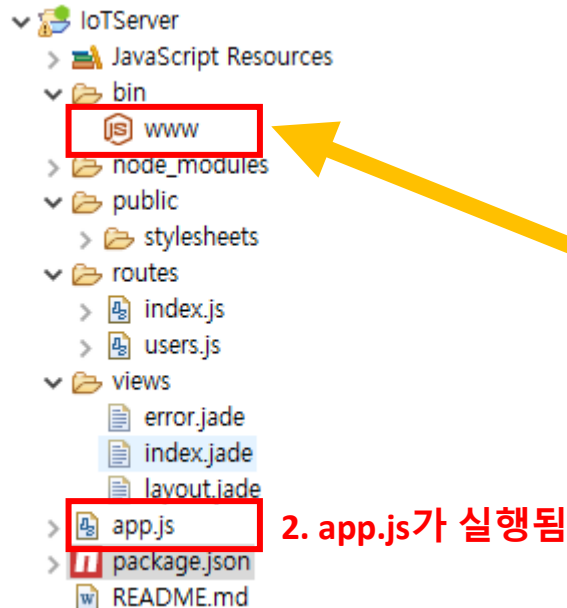 IoTServer
JavaScript Resources
bin
www
node_modules
public
stylesheets
routes
index.js
users.js
views
error.jade
index.jade
layout.jade
app.js 2. app.js가 실행됨
package.json
README.md